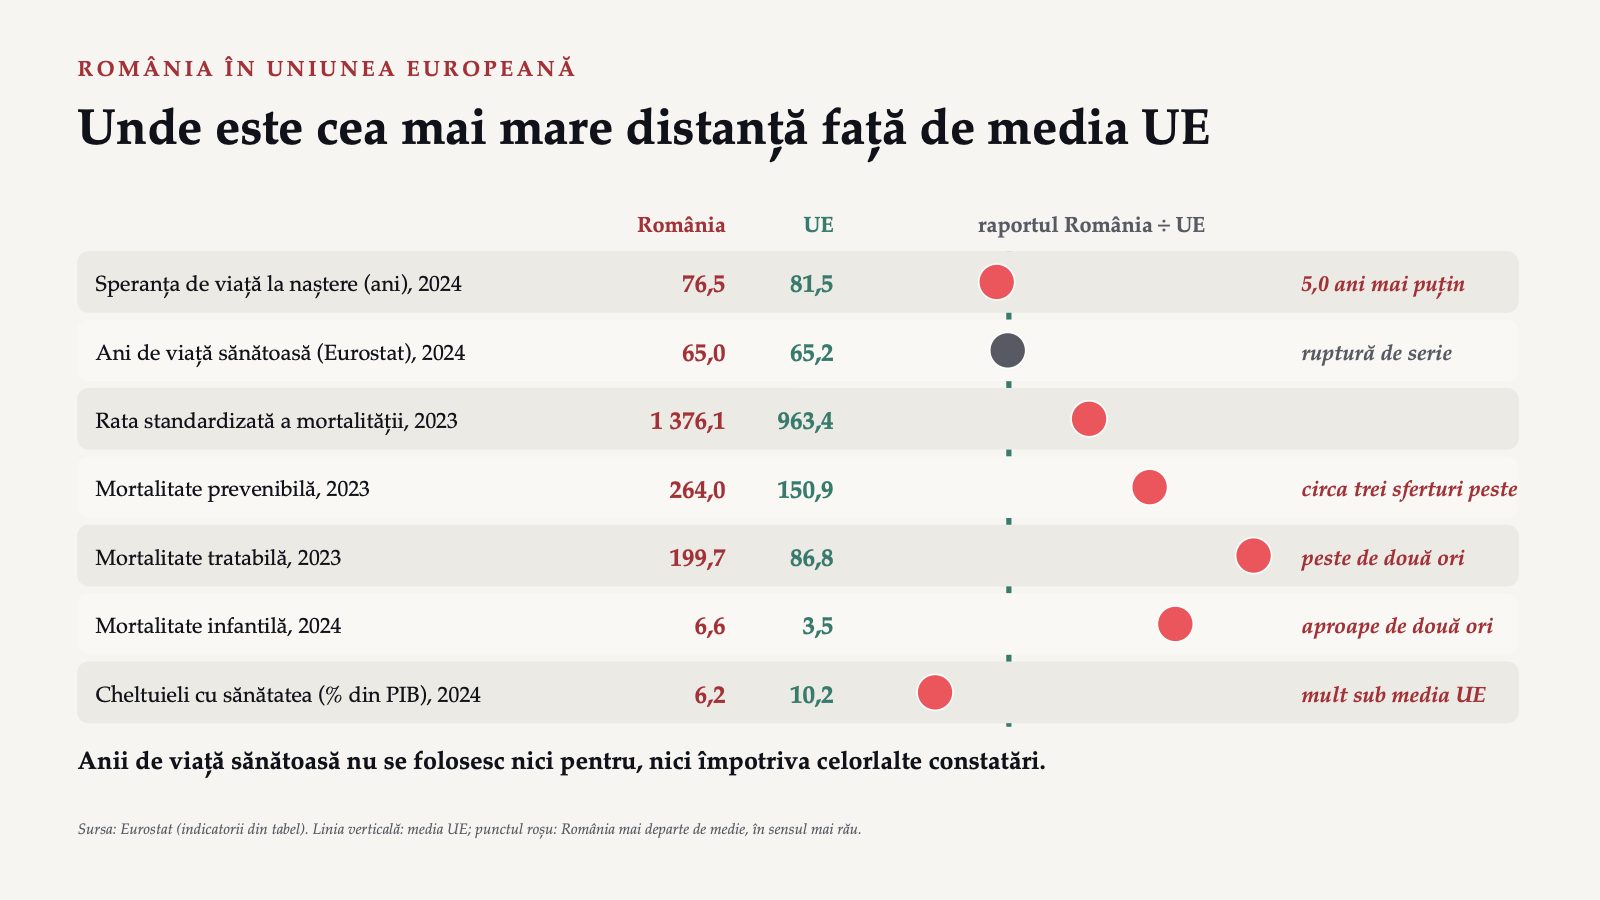 ROMÂNIA ÎN UNIUNEA EUROPEANĂ
Unde este cea mai mare distanță față de media UE
România UE raportul România ÷ UE
Speranța de viață la naștere (ani), 2024 76,5 81,5 5,0 ani mai puțin
Ani de viață sănătoasă (Eurostat), 2024 65,0 65,2 ruptură de serie
Rata standardizată a mortalității, 2023 1 376,1 963,4
Mortalitate prevenibilă, 2023 264,0 150,9 circa trei sferturi peste
Mortalitate tratabilă, 2023 199,7 86,8 peste de două ori
Mortalitate infantilă, 2024 6,6 3,5 aproape de două ori
Cheltuieli cu sănătatea (% din PIB), 2024 6,2 10,2 mult sub media UE
Anii de viață sănătoasă nu se folosesc nici pentru, nici împotriva celorlalte constatări.
Sursa: Eurostat (indicatorii din tabel). Linia verticală: media UE; punctul roșu: România mai departe de medie, în sensul mai rău.